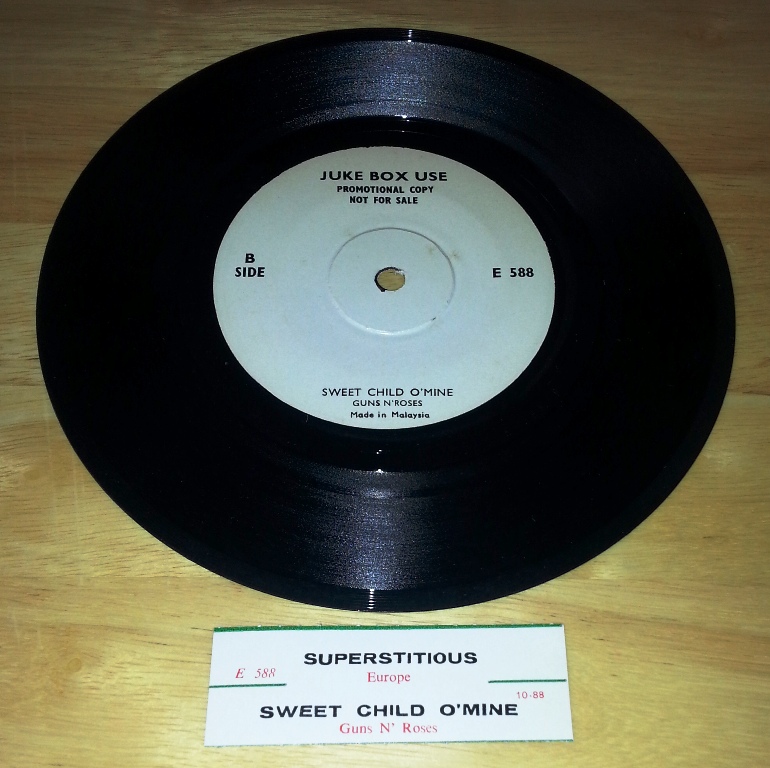 JUKE BOX USE
PROMOTIONAL COPY
NOT FOR SALE
B
SIDE
E 588
SWEET CHILD O'MINE
GUNS N'ROSES
Made in Malaysia
SUPERSTITIOUS
E 588
Europe
10-88
SWEET CHILD O'MINE
Guns N' Roses